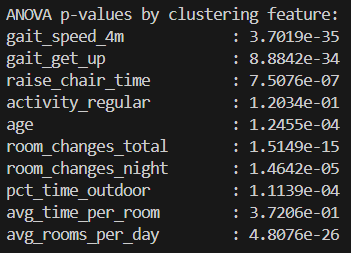 ANOVA p-values by clustering feature:
gait_speed_4m : 3.7019e-35
gait_get_up : 8.8842e-34
raise_chair_time : 7.5076e-07
activity_regular : 1.2034e-01
age : 1.2455e-04
room_changes_total : 1.5149e-15
room_changes_night : 1.4642e-05
pct_time_outdoor : 1.1139e-04
avg_time_per_room : 3.7206e-01
avg_rooms_per_day : 4.8076e-26